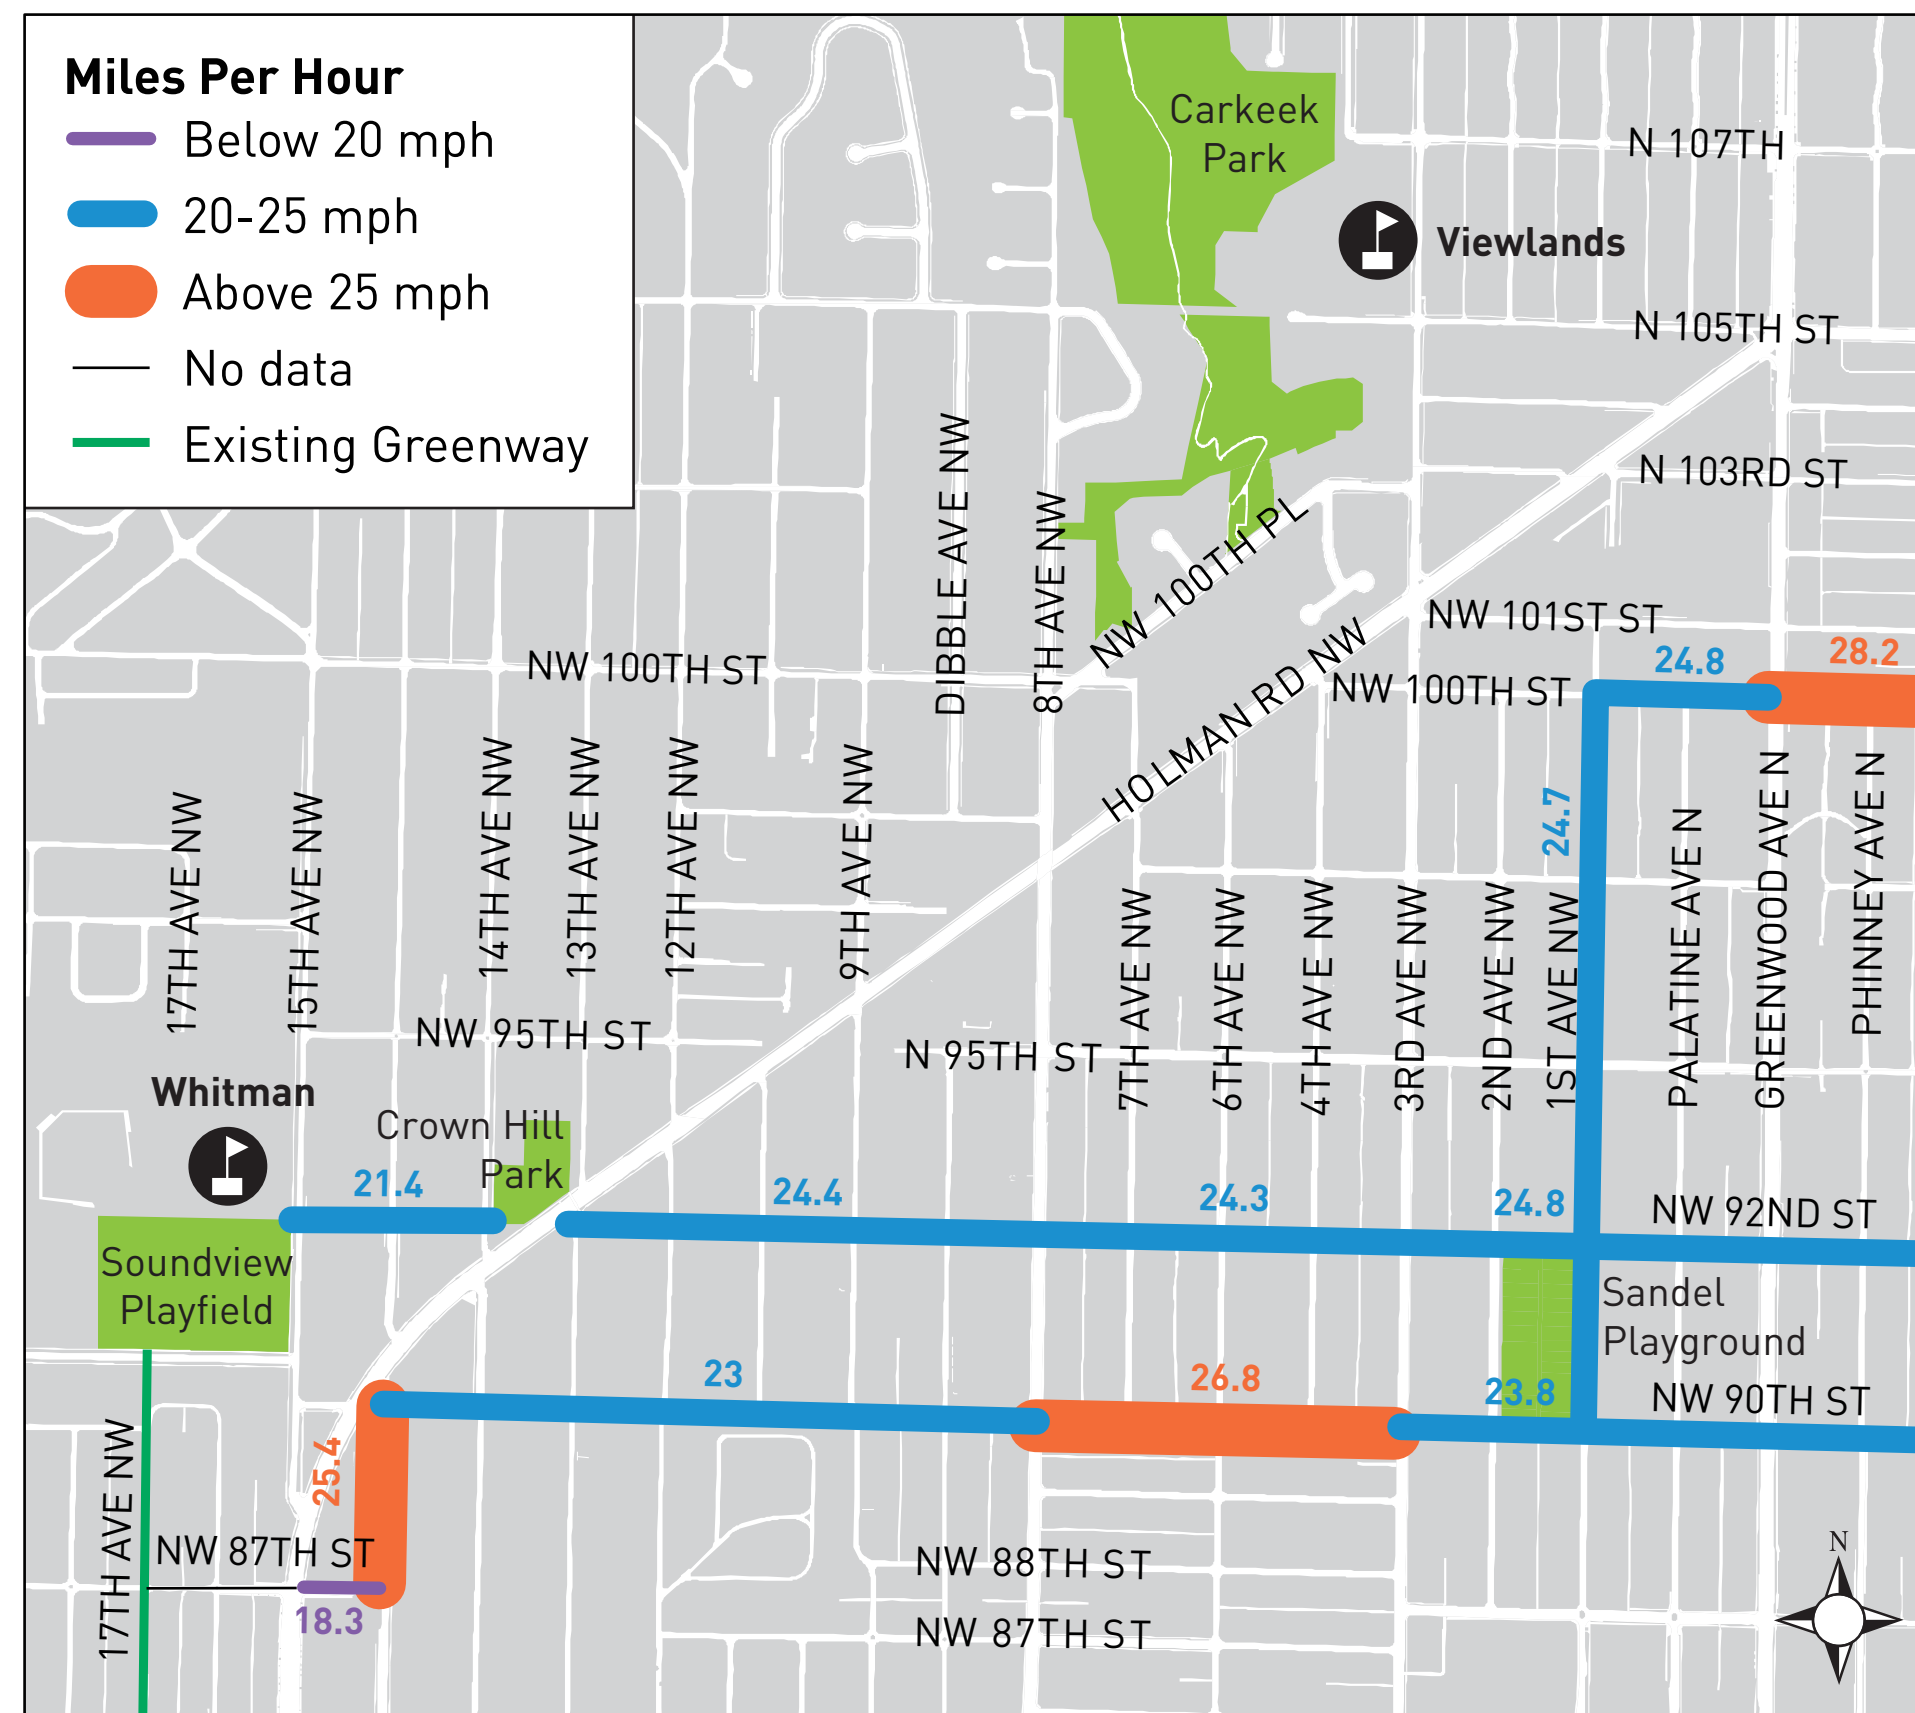 Miles Per Hour
Below 20 mph
20-25 mph
Above 25 mph
No data
Existing Greenway
Carkeek
Park
N 107TH
Viewlands
N 105TH ST
N 103RD ST
DIBBLE AVE NW
8TH AVE NW
NW 100TH PL
HOLMAN RD NW
NW 101ST ST
24.8
28.2
NW 100TH ST
NW 100TH ST
17TH AVE NW
15TH AVE NW
14TH AVE NW
13TH AVE NW
12TH AVE NW
9TH AVE NW
24.7
7TH AVE NW
6TH AVE NW
4TH AVE NW
3RD AVE NW
2ND AVE NW
1ST AVE NW
PALATINE AVE N
GREENWOOD AVE N
PHINNEY AVE N
NW 95TH ST
N 95TH ST
Whitman
Crown Hill
Park
21.4
24.4
24.3
24.8
NW 92ND ST
Soundview
Playfield
Sandel
Playground
23
26.8
23.8
NW 90TH ST
17TH AVE NW
25.4
NW 87TH ST
18.3
NW 88TH ST
NW 87TH ST
N